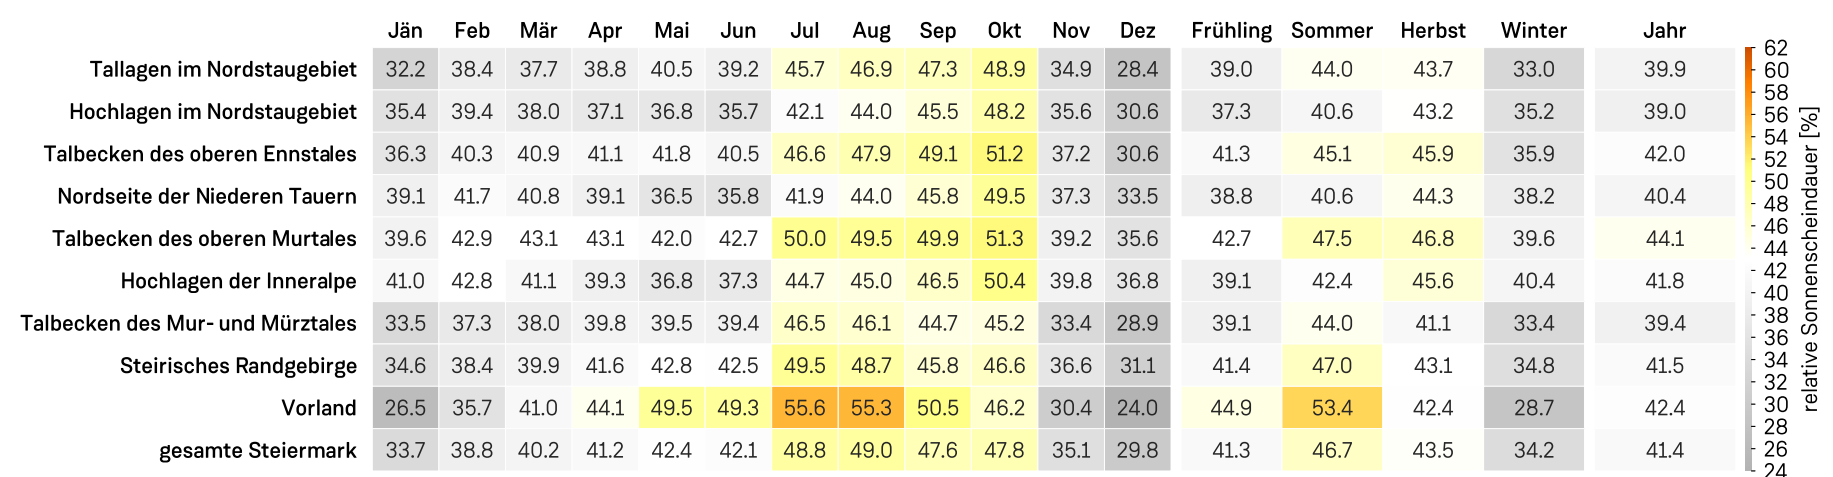 Jän Feb Mär Apr Mai Jun Jul Aug Sep Okt Nov Dez Frühling Sommer Herbst Winter Jahr
Tallagen im Nordstaugebiet 32.2 38.4 37.7 38.8 40.5 39.2 45.7 46.9 47.3 48.9 34.9 28.4 39.0 44.0 43.7 33.0 39.9
Hochlagen im Nordstaugebiet 35.4 39.4 38.0 37.1 36.8 35.7 42.1 44.0 45.5 48.2 35.6 30.6 37.3 40.6 43.2 35.2 39.0
Talbecken des oberen Ennstales 36.3 40.3 40.9 41.1 41.8 40.5 46.6 47.9 49.1 51.2 37.2 30.6 41.3 45.1 45.9 35.9 42.0
Nordseite der Niederen Tauern 39.1 41.7 40.8 39.1 36.5 35.8 41.9 44.0 45.8 49.5 37.3 33.5 38.8 40.6 44.3 38.2 40.4
Talbecken des oberen Murtales 39.6 42.9 43.1 43.1 42.0 42.7 50.0 49.5 49.9 51.3 39.2 35.6 42.7 47.5 46.8 39.6 44.1
Hochlagen der Inneralpe 41.0 42.8 41.1 39.3 36.8 37.3 44.7 45.0 46.5 50.4 39.8 36.8 39.1 42.4 45.6 40.4 41.8
Talbecken des Mur- und Mürztales 33.5 37.3 38.0 39.8 39.5 39.4 46.5 46.1 44.7 45.2 33.4 28.9 39.1 44.0 41.1 33.4 39.4
Steirisches Randgebirge 34.6 38.4 39.9 41.6 42.8 42.5 49.5 48.7 45.8 46.6 36.6 31.1 41.4 47.0 43.1 34.8 41.5
Vorland 26.5 35.7 41.0 44.1 49.5 49.3 55.6 55.3 50.5 46.2 30.4 24.0 44.9 53.4 42.4 28.7 42.4
gesamte Steiermark 33.7 38.8 40.2 41.2 42.4 42.1 48.8 49.0 47.6 47.8 35.1 29.8 41.3 46.7 43.5 34.2 41.4
62
60
58
56
54
52
50
48
46
44
42
40
38
36
34
32
30
28
26
24
relative Sonnenscheindauer [%]